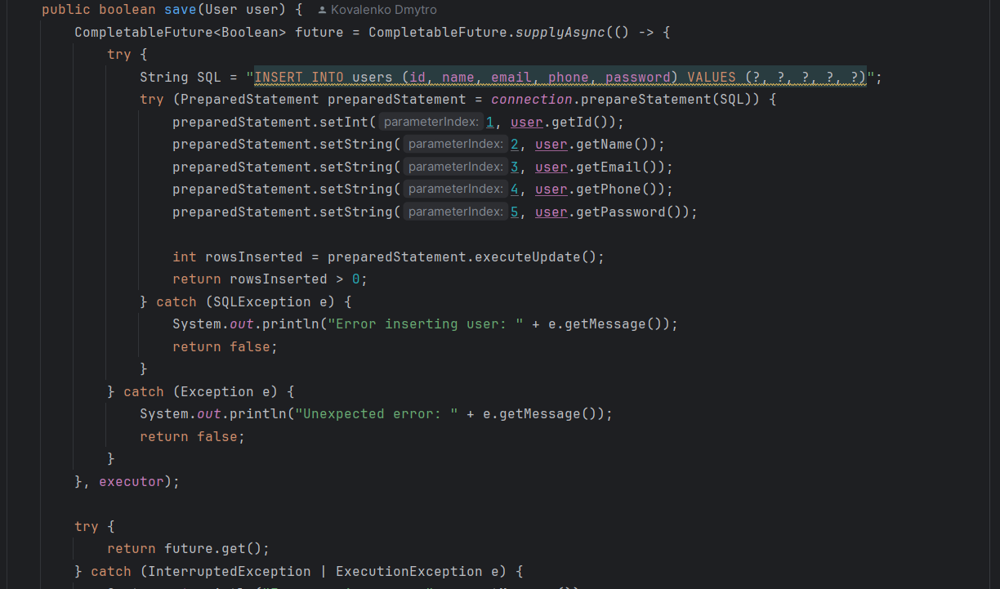 public boolean save(User user) { Kovalenko Dmytro
CompletableFuture<Boolean> future = CompletableFuture.supplyAsync(() -> {
try {
String SQL = "INSERT INTO users (id, name, email, phone, password) VALUES (?, ?, ?, ?, ?)";
try (PreparedStatement preparedStatement = connection.prepareStatement(SQL)) {
preparedStatement.setInt( parameterIndex: 1, user.getId());
preparedStatement.setString( parameterIndex: 2, user.getName());
preparedStatement.setString( parameterIndex: 3, user.getEmail());
preparedStatement.setString( parameterIndex: 4, user.getPhone());
preparedStatement.setString( parameterIndex: 5, user.getPassword());
int rowsInserted = preparedStatement.executeUpdate();
return rowsInserted > 0;
} catch (SQLException e) {
System.out.println("Error inserting user: " + e.getMessage());
return false;
}
} catch (Exception e) {
System.out.println("Unexpected error: " + e.getMessage());
return false;
}
}, executor);
try {
return future.get();
} catch (InterruptedException | ExecutionException e) {